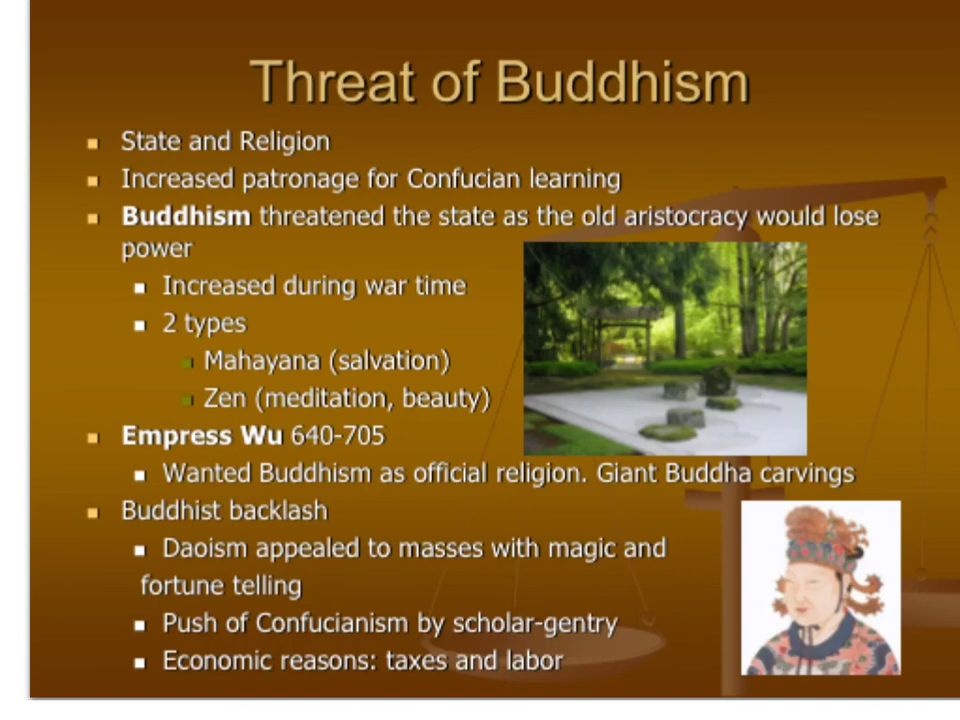 Threat of Buddhism
State and Religion
Increased patronage for Confucian learning
Buddhism threatened the state as the old aristocracy would lose
power
Increased during war time
2 types
Mahayana (salvation)
Zen (meditation, beauty)
Empress Wu 640-705
Wanted Buddhism as official religion. Giant Buddha carvings
Buddhist backlash
Daoism appealed to masses with magic and
fortune telling
Push of Confucianism by scholar-gentry
Economic reasons: taxes and labor